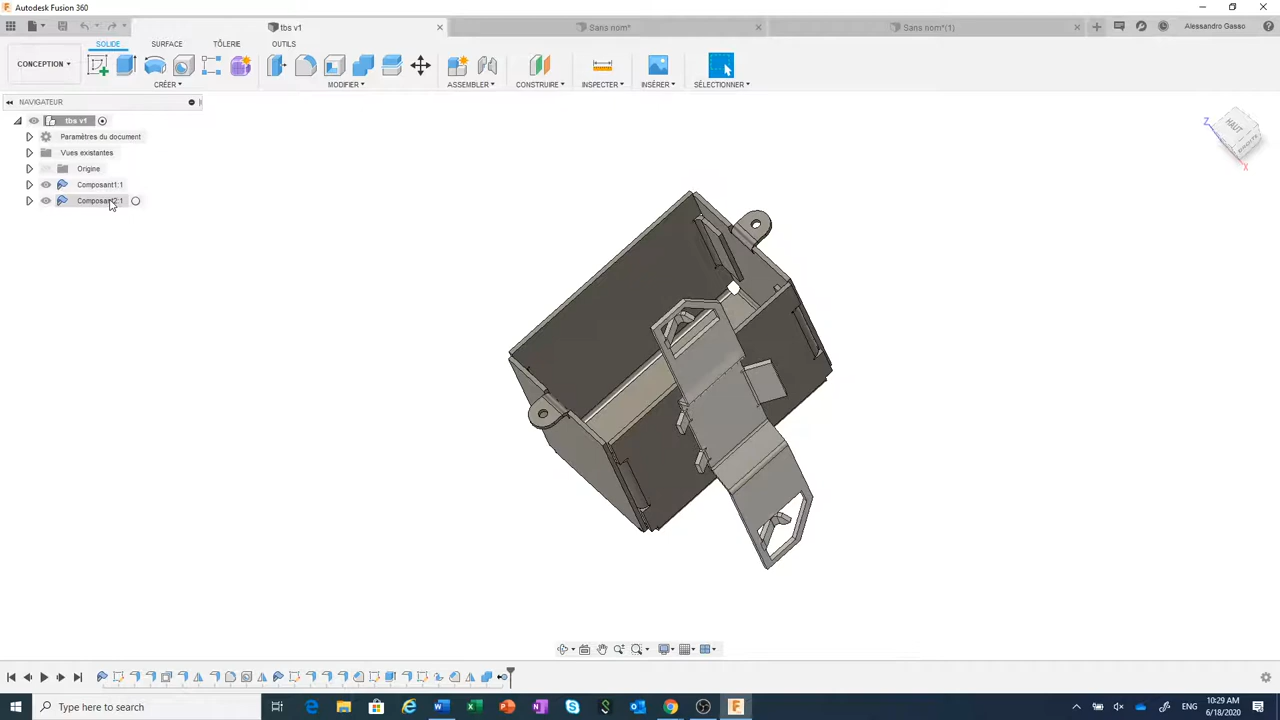 Autodesk Fusion 360
tbs v1
Sans nom*
Sans nom*(1)
Alessandro Gasso
SOLIDE
SURFACE
TÔLERIE
OUTILS
CONCEPTION
CRÉER
MODIFIER
ASSEMBLER
CONSTRUIRE
INSPECTER
INSÉRER
SÉLECTIONNER
NAVIGATEUR
tbs v1
Paramètres du document
Vues existantes
Origine
Composant1:1
Composant2:1
HAUT
DROITE
Z
X
Type here to search
ENG
10:29 AM
6/18/2020